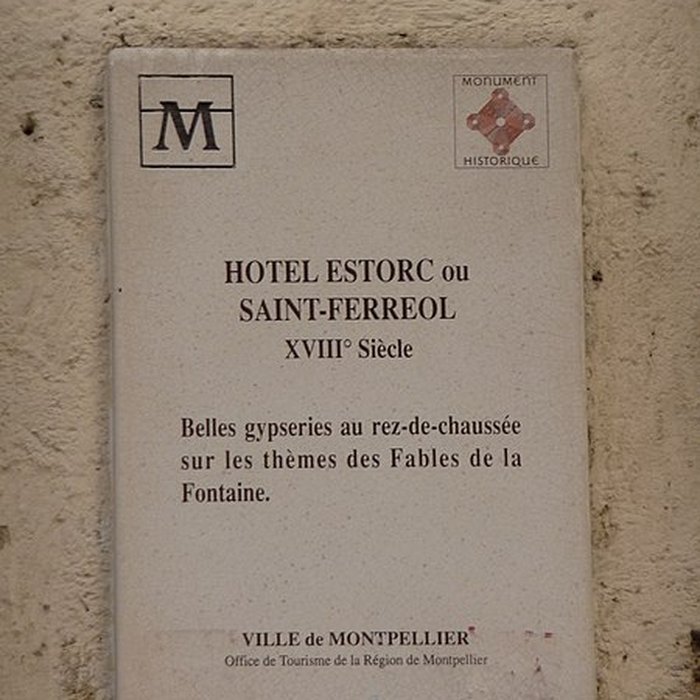 M
MONUMENT
HISTORIQUE
HOTEL ESTORC ou
SAINT-FERREOL
XVIII° Siècle
Belles gypseries au rez-de-chaussée
sur les thèmes des Fables de la
Fontaine.
VILLE de MONTPELLIER
Office de Tourisme de la Région de Montpellier